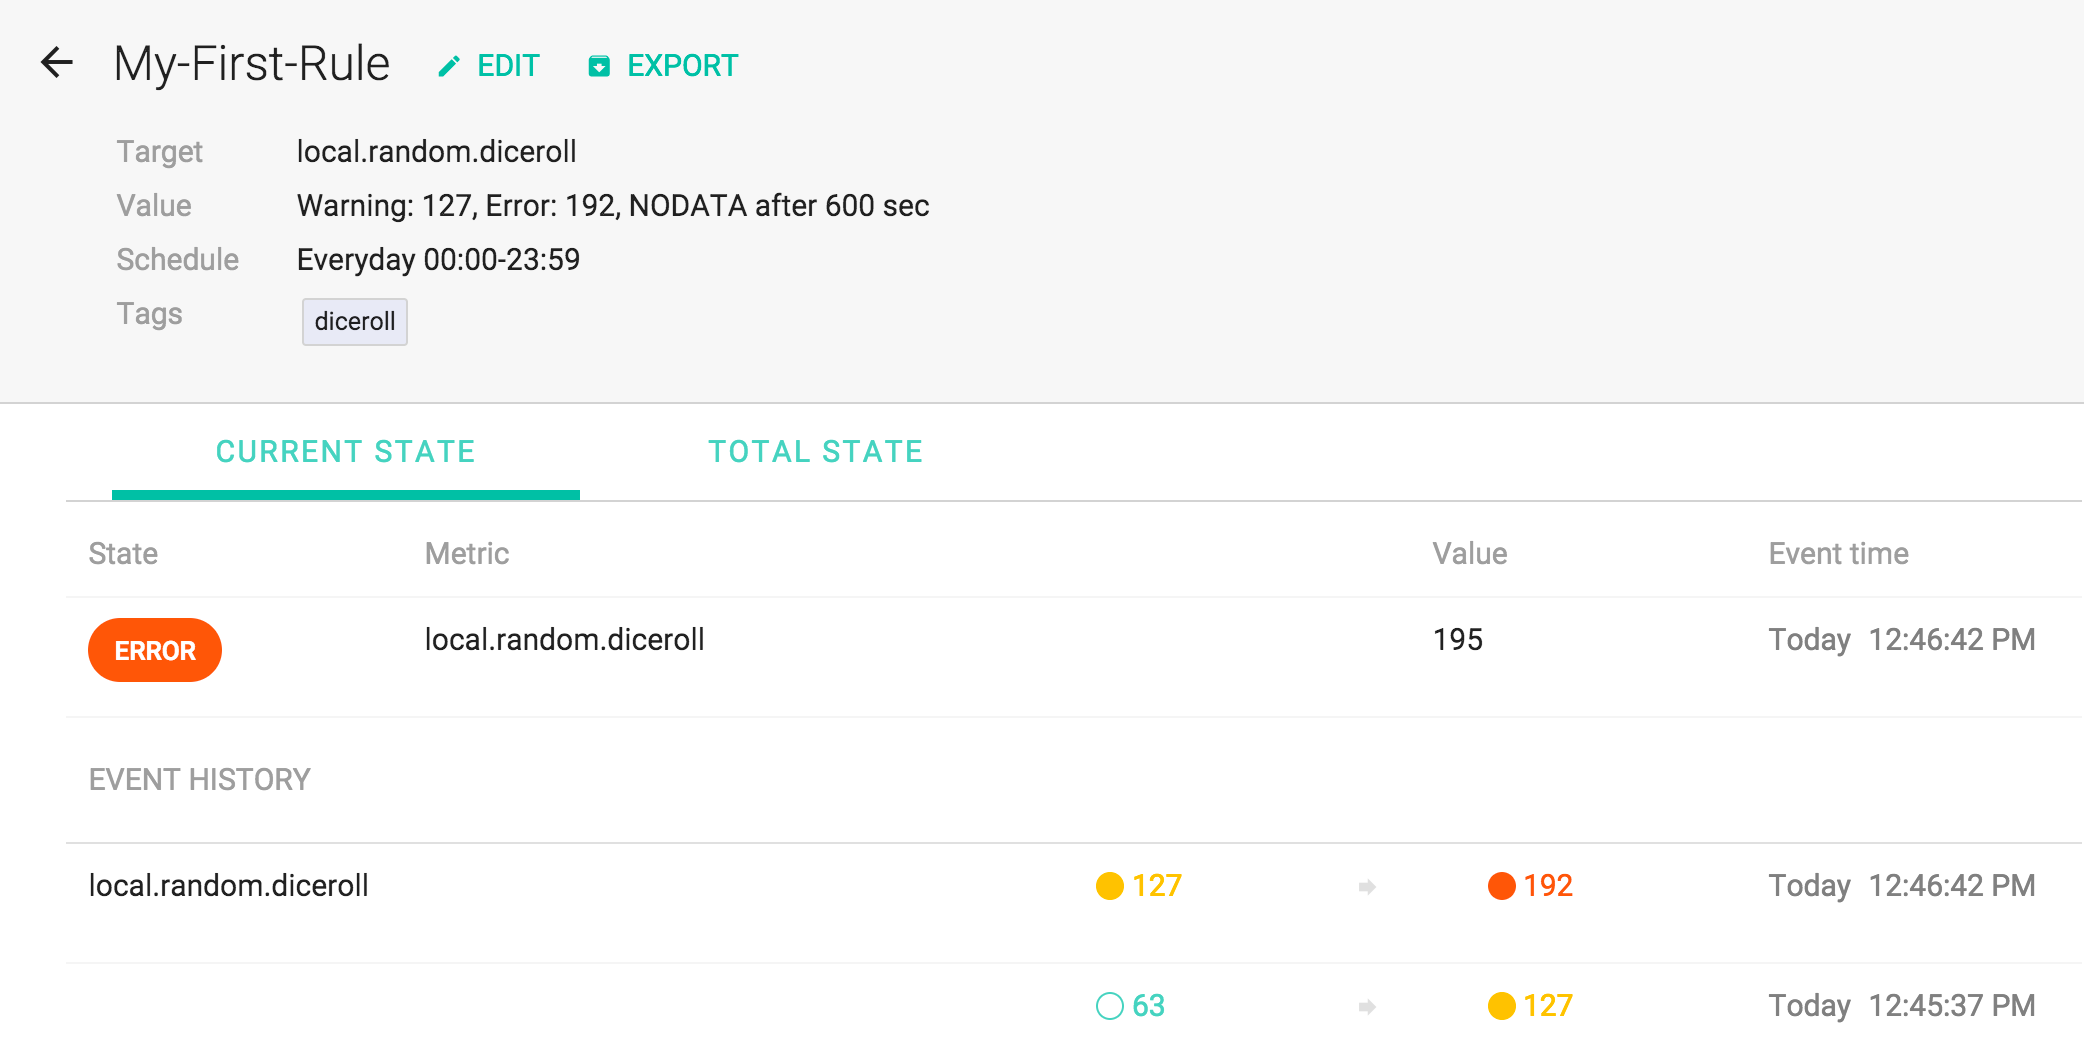 My-First-Rule EDIT EXPORT
Target local.random.diceroll
Value Warning: 127, Error: 192, NODATA after 600 sec
Schedule Everyday 00:00-23:59
Tags diceroll
CURRENT STATE TOTAL STATE
State Metric Value Event time
ERROR local.random.diceroll 195 Today 12:46:42 PM
EVENT HISTORY
local.random.diceroll 127 192 Today 12:46:42 PM
63 127 Today 12:45:37 PM